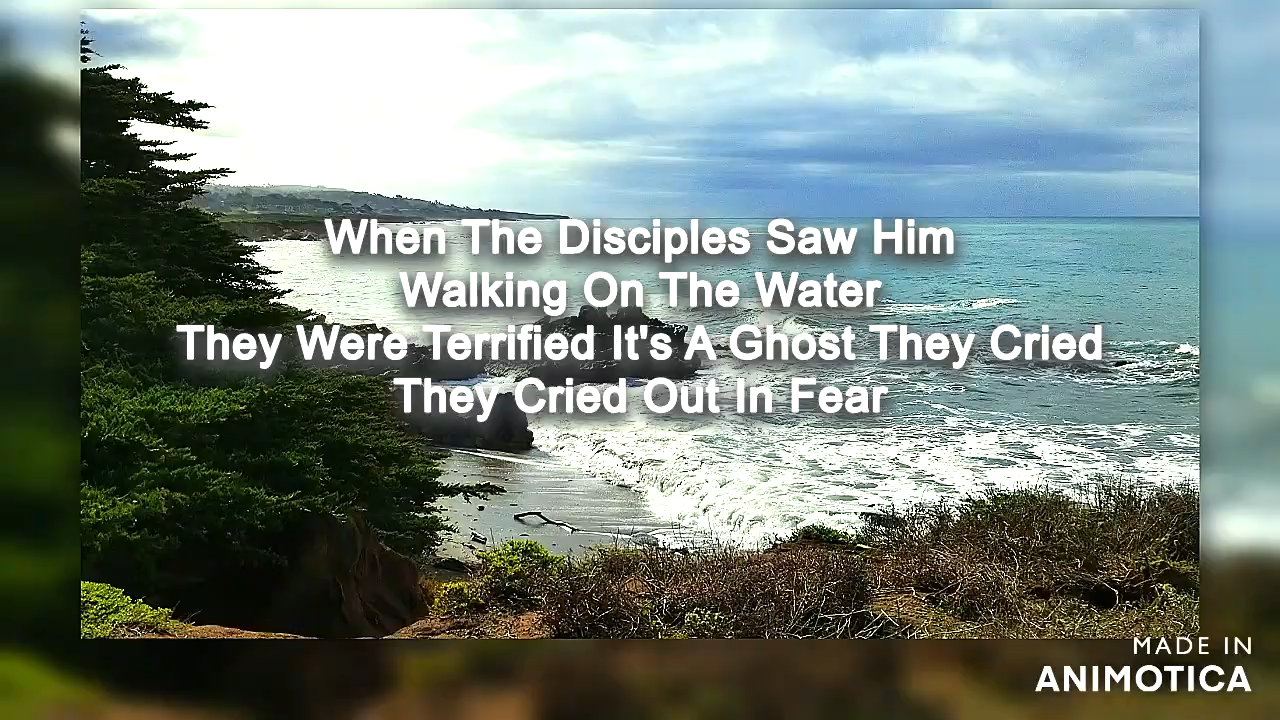 When The Disciples Saw Him
Walking On The Water
They Were Terrified It's A Ghost They Cried
They Cried Out In Fear
MADE IN
ANIMOTICA